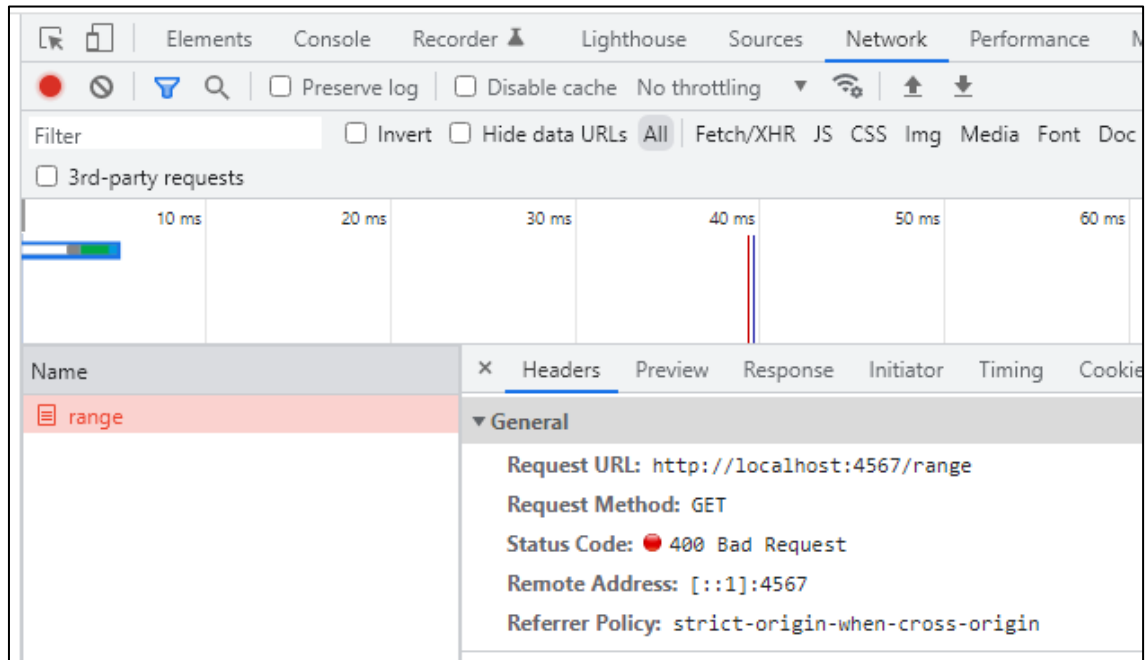 Elements Console Recorder Lighthouse Sources Network Performance
Preserve log Disable cache No throttling
Filter Invert Hide data URLs All Fetch/XHR JS CSS Img Media Font Doc
3rd-party requests
10 ms 20 ms 30 ms 40 ms 50 ms 60 ms
Name × Headers Preview Response Initiator Timing Cookie
range
General
Request URL: http://localhost:4567/range
Request Method: GET
Status Code: 400 Bad Request
Remote Address: [::1]:4567
Referrer Policy: strict-origin-when-cross-origin